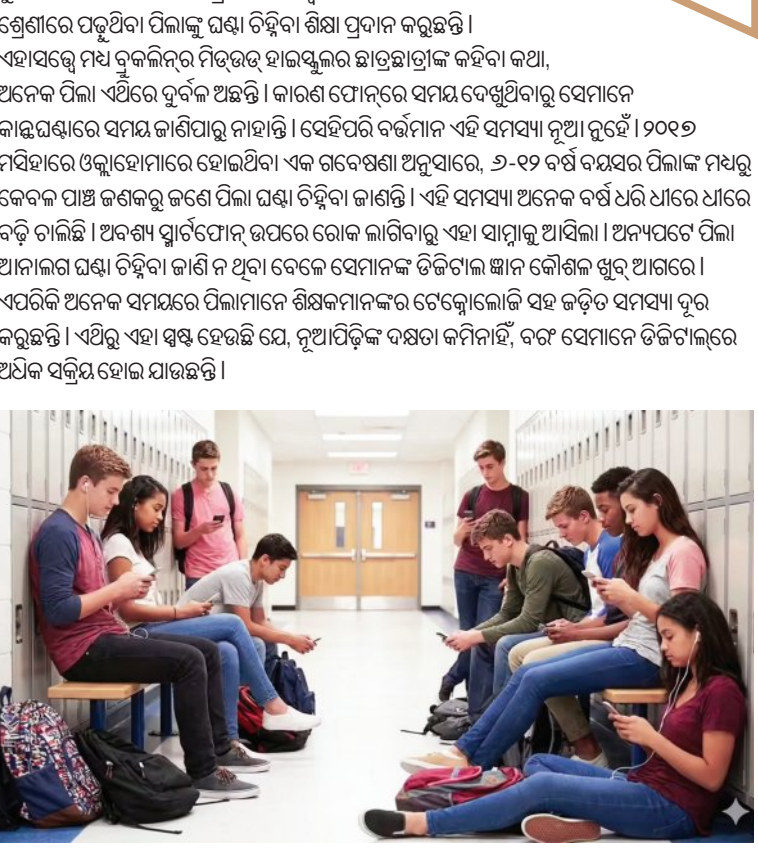 ଶ୍ରେଣୀରେ ପଢ଼ୁଥିବା ପିଲାଙ୍କୁ ଘଣ୍ଟା ଚିହ୍ନିବା ଶିକ୍ଷା ପ୍ରଦାନ କରୁଛନ୍ତି ।
ଏହାସତ୍ତ୍ୱେ ମଧ୍ୟ ବ୍ରୁକଲିନ୍‌ର ମିଡ୍‌ଉଡ୍ ହାଇସ୍କୁଲର ଛାତ୍ରଛାତ୍ରୀଙ୍କ କହିବା କଥା,
ଅନେକ ପିଲା ଏଥିରେ ଦୁର୍ବଳ ଅଛନ୍ତି । କାରଣ ଫୋନ୍‌ରେ ସମୟ ଦେଖୁଥିବାରୁ ସେମାନେ
କାନ୍ଥଘଣ୍ଟାରେ ସମୟ ଜାଣିପାରୁ ନାହାନ୍ତି । ସେହିପରି ବର୍ତ୍ତମାନ ଏହି ସମସ୍ୟା ନୂଆ ନୁହେଁ । ୨୦୧୭
ମସିହାରେ ଓକ୍ଲାହୋମାରେ ହୋଇଥିବା ଏକ ଗବେଷଣା ଅନୁସାରେ, ୬-୧୨ ବର୍ଷ ବୟସର ପିଲାଙ୍କ ମଧ୍ୟରୁ
କେବଳ ପାଞ୍ଚ ଜଣକରୁ ଜଣେ ପିଲା ଘଣ୍ଟା ଚିହ୍ନିବା ଜାଣନ୍ତି । ଏହି ସମସ୍ୟା ଅନେକ ବର୍ଷ ଧରି ଧୀରେ ଧୀରେ
ବଢ଼ି ଚାଲିଛି । ଅବଶ୍ୟ ସ୍ମାର୍ଟଫୋନ୍ ଉପରେ ରୋକ ଲାଗିବାରୁ ଏହା ସାମ୍ନାକୁ ଆସିଲା । ଅନ୍ୟପଟେ ପିଲା
ଆନାଲଗ ଘଣ୍ଟା ଚିହ୍ନିବା ଜାଣି ନ ଥିବା ବେଳେ ସେମାନଙ୍କ ଡିଜିଟାଲ ଜ୍ଞାନ କୌଶଳ ଖୁବ୍ ଆଗରେ ।
ଏପରିକି ଅନେକ ସମୟରେ ପିଲାମାନେ ଶିକ୍ଷକମାନଙ୍କର ଟେକ୍ନୋଲୋଜି ସହ ଜଡ଼ିତ ସମସ୍ୟା ଦୂର
କରୁଛନ୍ତି । ଏଥିରୁ ଏହା ସ୍ପଷ୍ଟ ହେଉଛି ଯେ, ନୂଆପିଢ଼ିଙ୍କ ଦକ୍ଷତା କମିନାହିଁ, ବରଂ ସେମାନେ ଡିଜିଟାଲ୍‌ରେ
ଅଧିକ ସକ୍ରିୟ ହୋଇ ଯାଉଛନ୍ତି ।